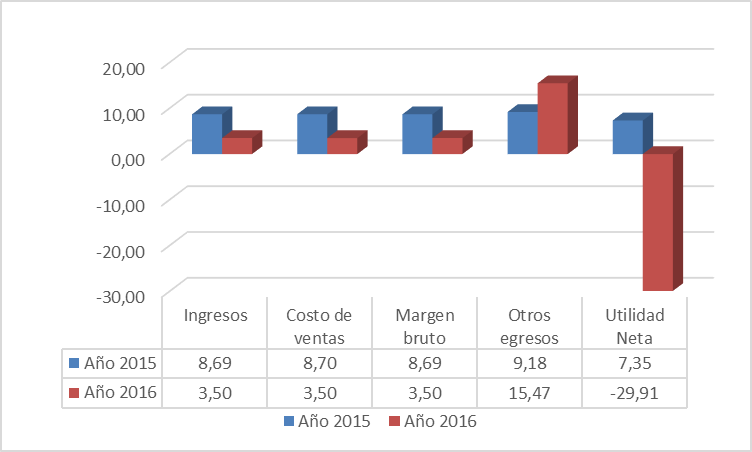 20,00
10,00
0,00
-10,00
-20,00
-30,00
Ingresos Costo de ventas Margen bruto Otros egresos Utilidad Neta
Año 2015 8,69 8,70 8,69 9,18 7,35
Año 2016 3,50 3,50 3,50 15,47 -29,91
Año 2015 Año 2016